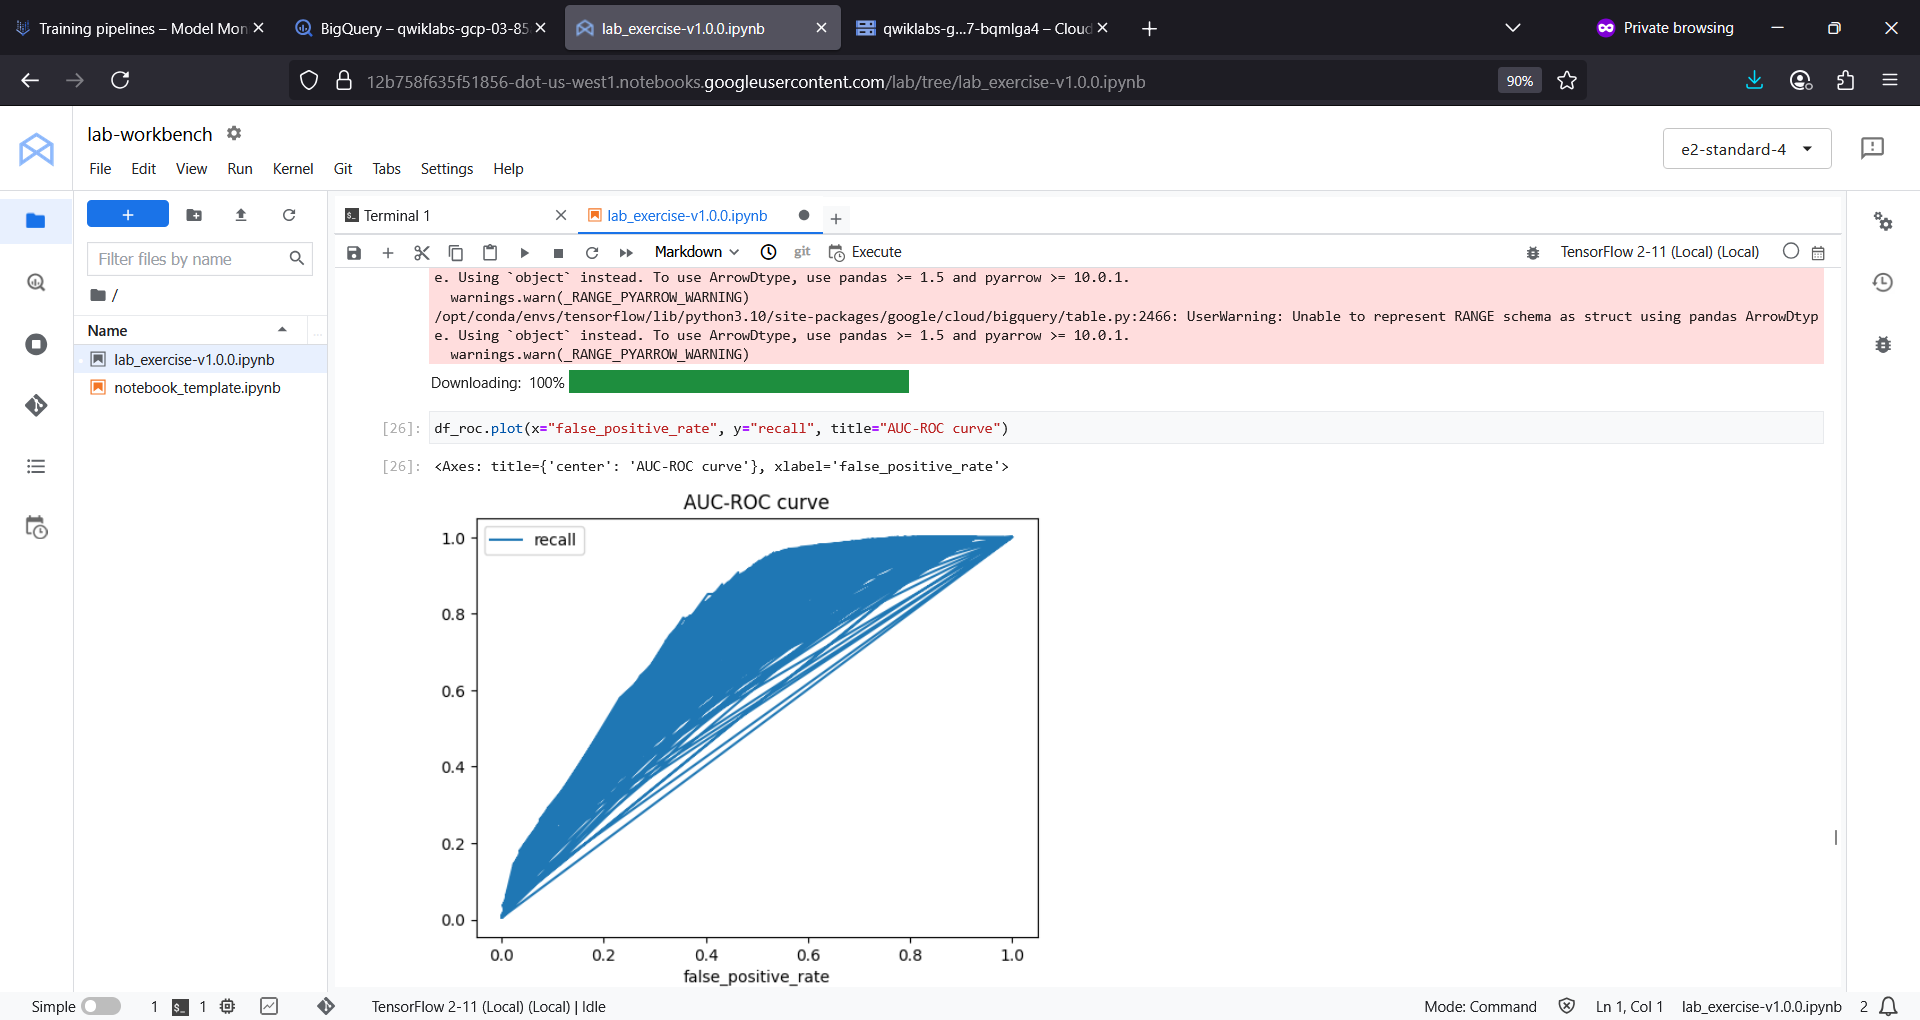 Training pipelines – Model Mon
BigQuery – qwiklabs-gcp-03-85
lab_exercise-v1.0.0.ipynb
qwiklabs-g...7-bqmlga4 – Cloud
Private browsing
12b758f635f51856-dot-us-west1.notebooks.googleusercontent.com/lab/tree/lab_exercise-v1.0.0.ipynb
90%
lab-workbench
e2-standard-4
File Edit View Run Kernel Git Tabs Settings Help
Terminal 1
lab_exercise-v1.0.0.ipynb
Filter files by name
Markdown
git
Execute
TensorFlow 2-11 (Local) (Local)
/
Name
lab_exercise-v1.0.0.ipynb
notebook_template.ipynb
e. Using `object` instead. To use ArrowDtype, use pandas >= 1.5 and pyarrow >= 10.0.1.
warnings.warn(_RANGE_PYARROW_WARNING)
/opt/conda/envs/tensorflow/lib/python3.10/site-packages/google/cloud/bigquery/table.py:2466: UserWarning: Unable to represent RANGE schema as struct using pandas ArrowDtyp
e. Using `object` instead. To use ArrowDtype, use pandas >= 1.5 and pyarrow >= 10.0.1.
warnings.warn(_RANGE_PYARROW_WARNING)
Downloading: 100%
[26]: df_roc.plot(x="false_positive_rate", y="recall", title="AUC-ROC curve")
[26]: <Axes: title={'center': 'AUC-ROC curve'}, xlabel='false_positive_rate'>
AUC-ROC curve
recall
1.0
0.8
0.6
0.4
0.2
0.0
0.0 0.2 0.4 0.6 0.8 1.0
false_positive_rate
Simple
1
1
TensorFlow 2-11 (Local) (Local) | Idle
Mode: Command
Ln 1, Col 1
lab_exercise-v1.0.0.ipynb
2